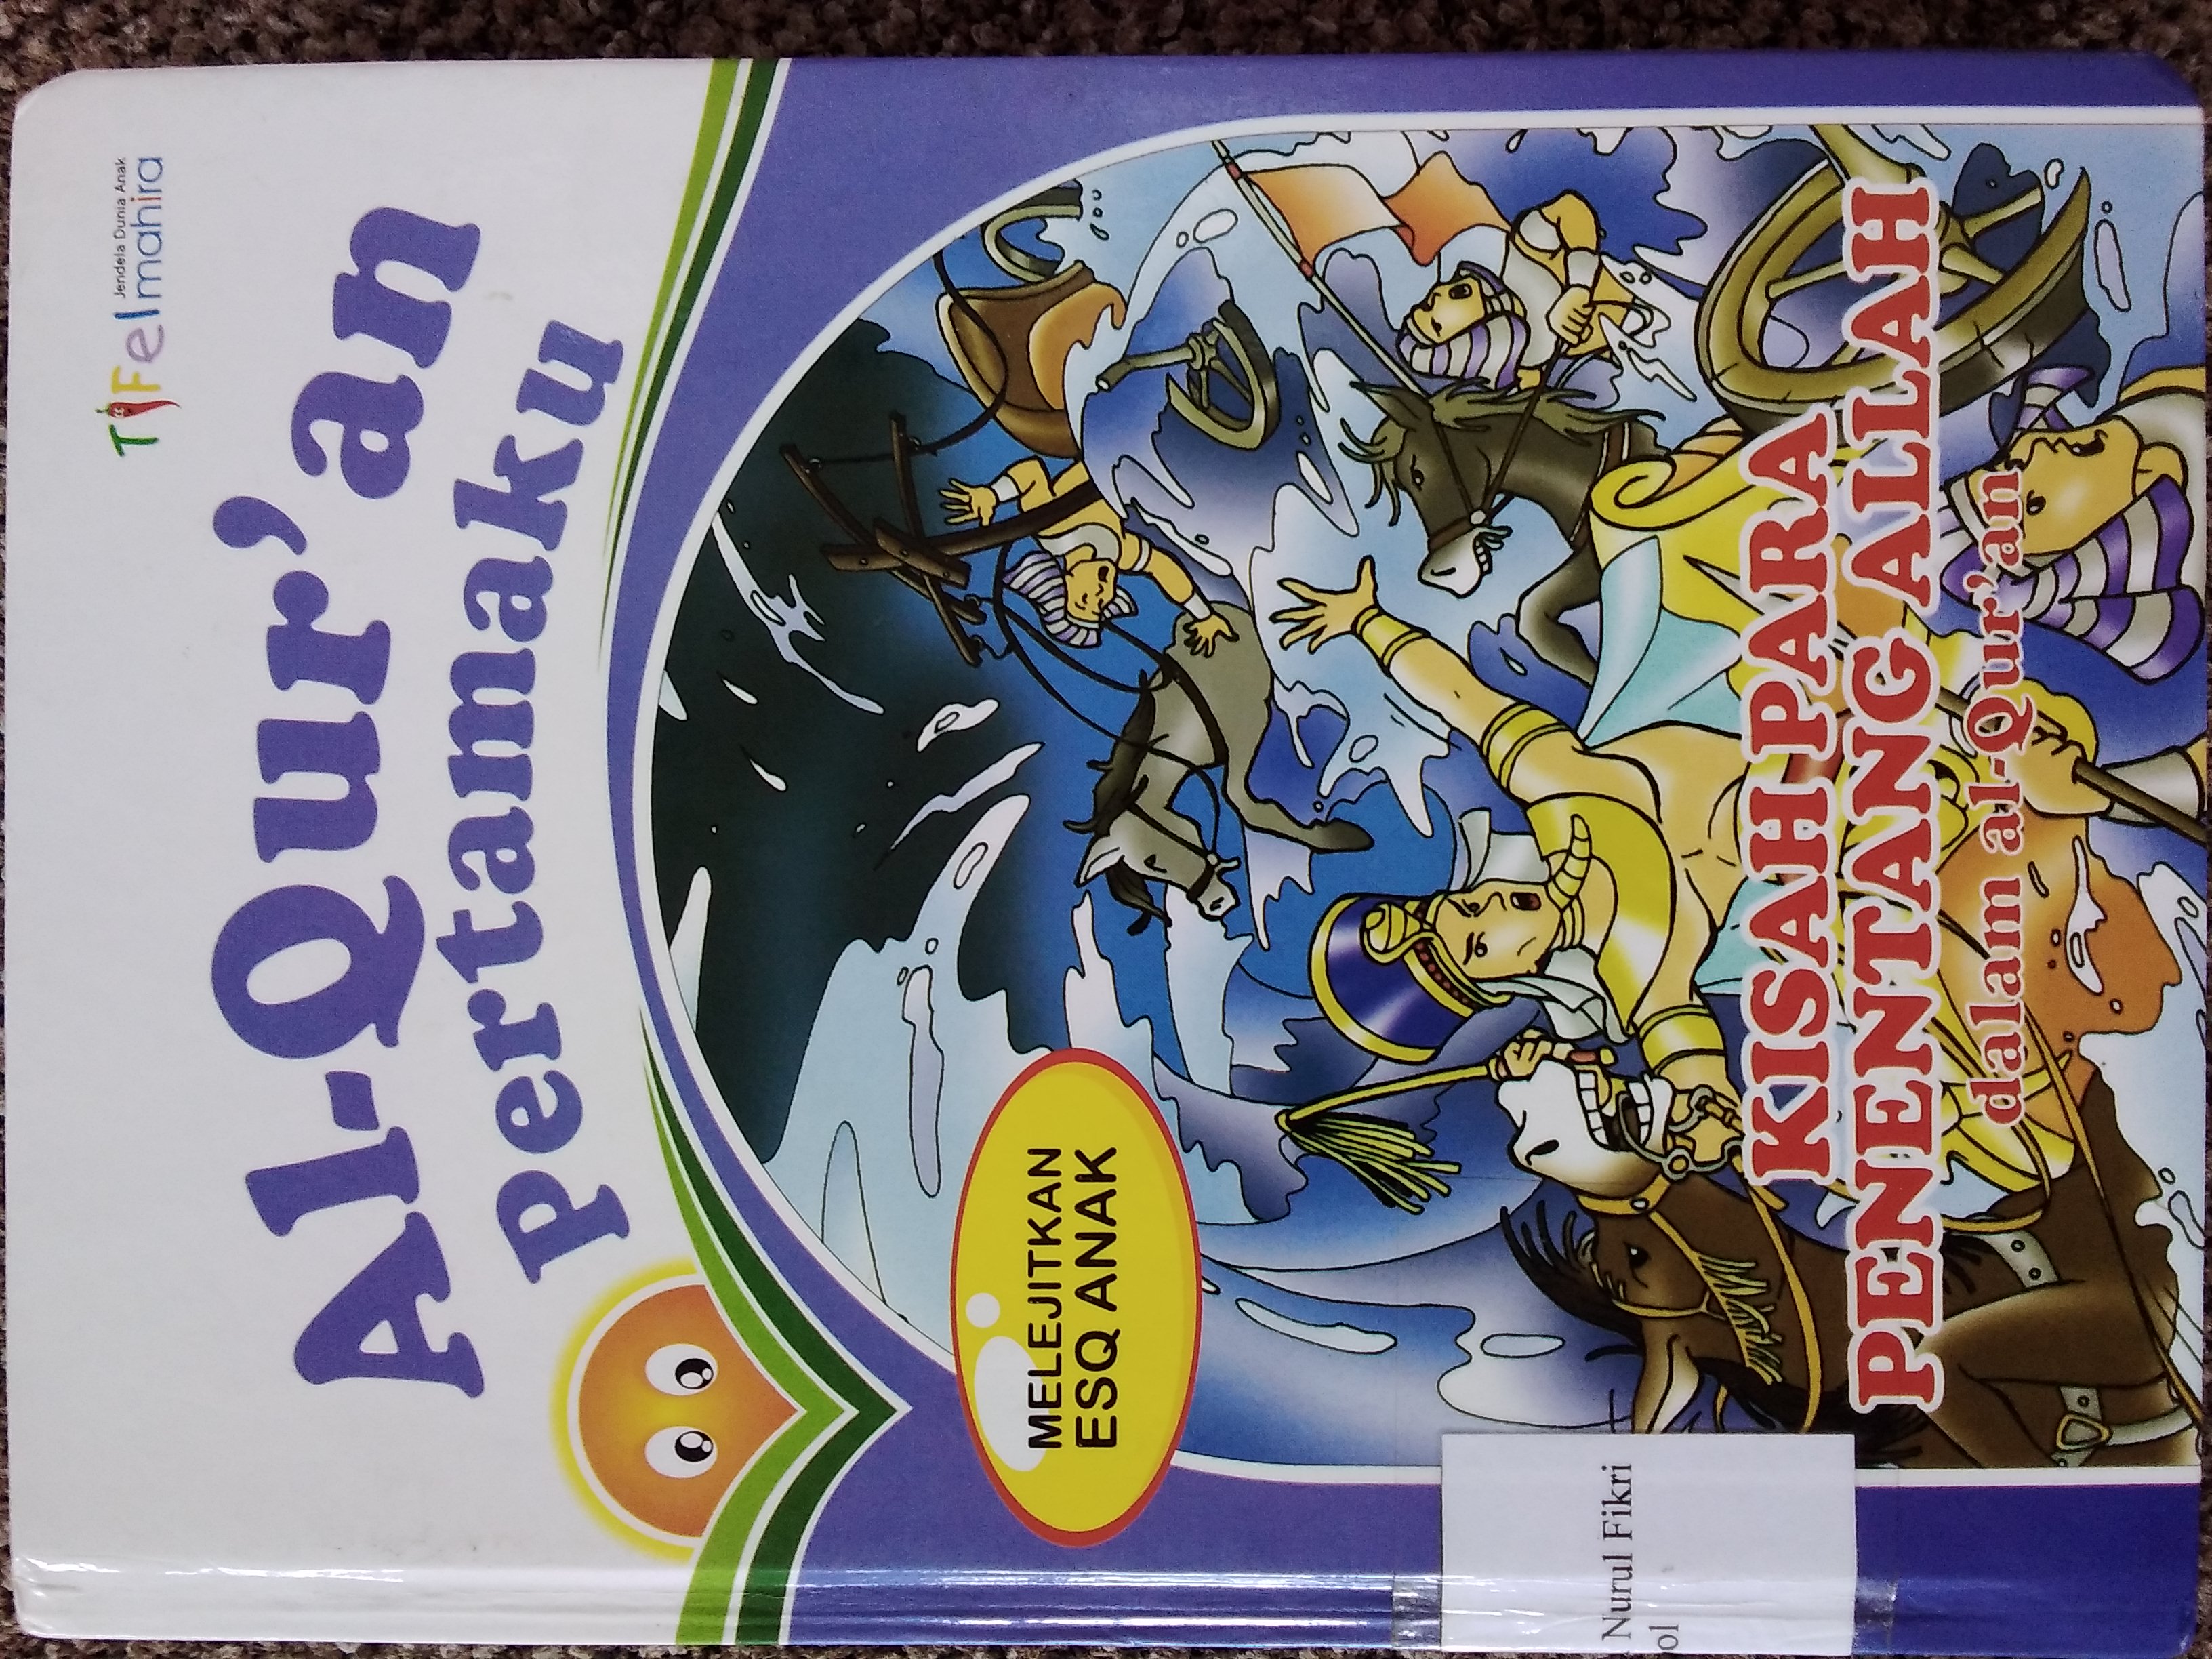 TiFelmahira
Jendela Dunia Anak
Al-Qur'an
Pertamaku
MELEJITKAN
ESQ ANAK
KISAH PARA
PENENTANG ALLAH
dalam al-Qur'an
Nurul Fikri
ol